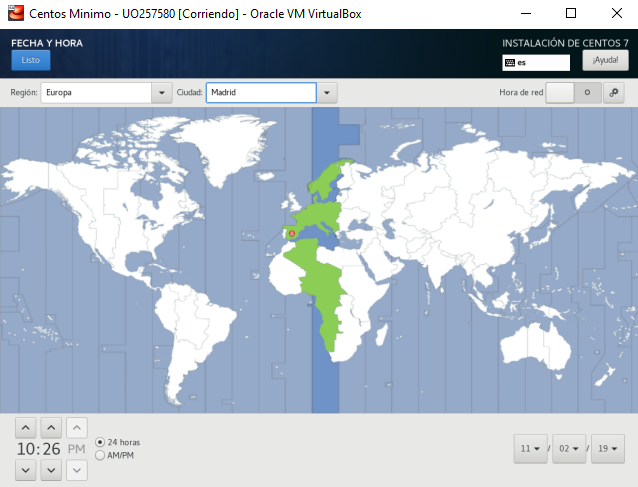 Centos Minimo - UO257580 [Corriendo] - Oracle VM VirtualBox
FECHA Y HORA
INSTALACIÓN DE CENTOS 7
Listo
es
¡Ayuda!
Región: Europa Ciudad: Madrid Hora de red O
10:26 PM
24 horas
AM/PM
11 / 02 / 19